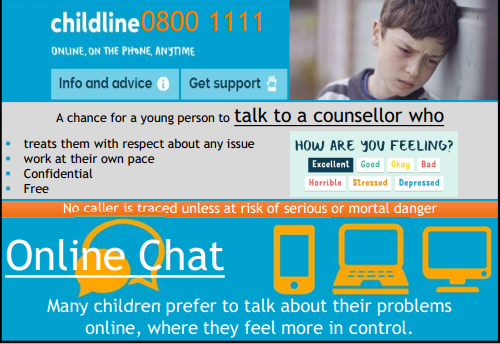 childline 0800 1111
ONLINE, ON THE PHONE, ANYTIME
Info and advice i Get support
A chance for a young person to talk to a counsellor who
treats them with respect about any issue
work at their own pace
Confidential
Free
HOW ARE YOU FEELING?
Excellent Good Okay Bad
Horrible Stressed Depressed
No caller is traced unless at risk of serious or mortal danger
Online Chat
Many children prefer to talk about their problems
online, where they feel more in control.